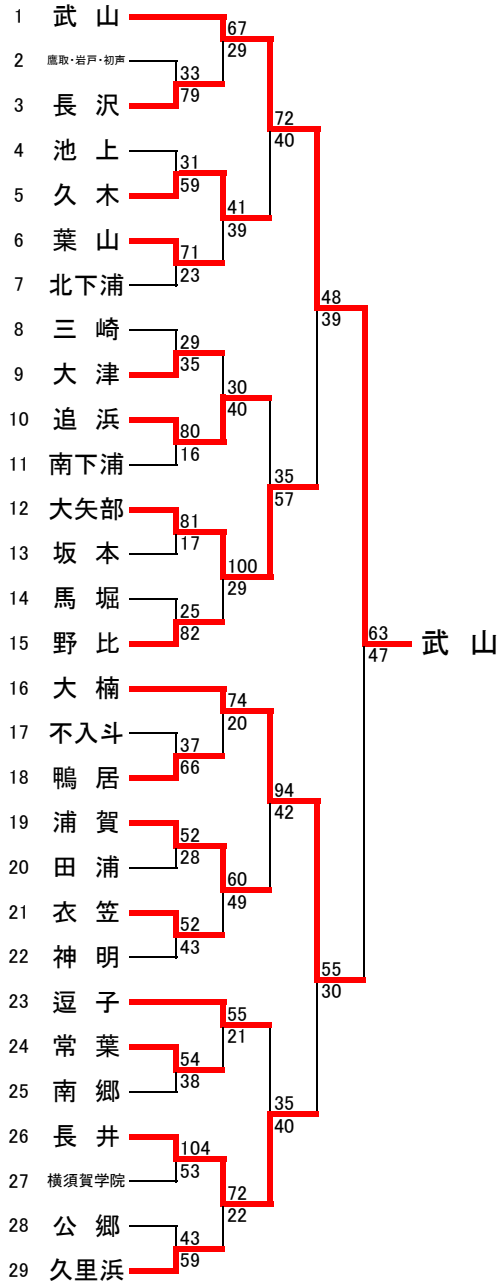 1 武山
67
29
2 鷹取・岩戸・初声
33
79
3 長沢
72
40
4 池上
31
59
5 久木
41
39
6 葉山
71
23
7 北下浦
48
39
8 三崎
29
35
9 大津
30
40
10 追浜
80
16
11 南下浦
35
57
12 大矢部
81
17
13 坂本
100
29
14 馬堀
25
82
15 野比
63
47
武山
16 大楠
74
20
17 不入斗
37
66
18 鴨居
94
42
19 浦賀
52
28
20 田浦
60
49
21 衣笠
52
43
22 神明
55
30
23 逗子
55
21
24 常葉
54
38
25 南郷
35
40
26 長井
104
53
27 横須賀学院
72
22
28 公郷
43
59
29 久里浜